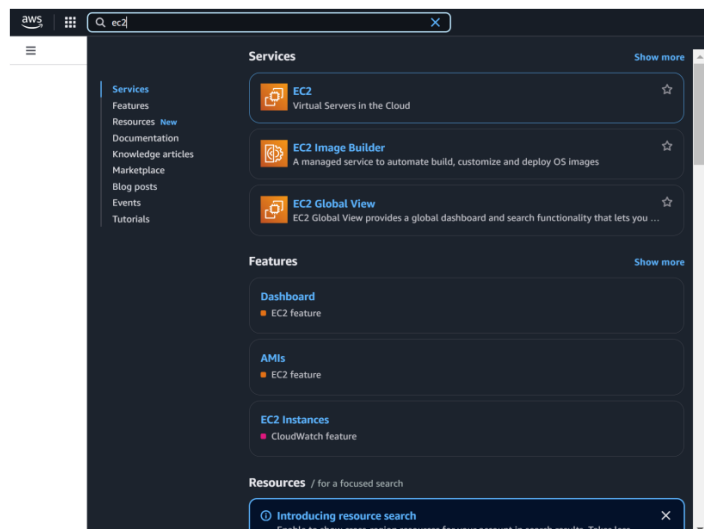 aws
ec2
Services
Show more
Services
Features
Resources New
Documentation
Knowledge articles
Marketplace
Blog posts
Events
Tutorials
EC2
Virtual Servers in the Cloud
EC2 Image Builder
A managed service to automate build, customize and deploy OS images
EC2 Global View
EC2 Global View provides a global dashboard and search functionality that lets you ...
Features
Show more
Dashboard
EC2 feature
AMIs
EC2 feature
EC2 Instances
CloudWatch feature
Resources / for a focused search
Introducing resource search